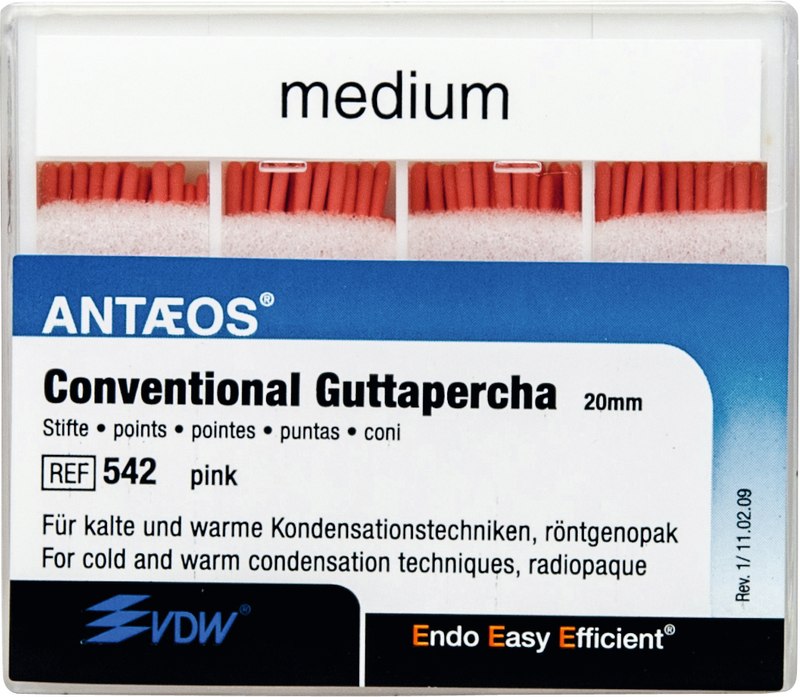 medium
ANTÆOS®
Conventional Guttapercha 20mm
Stifte • points • pointes • puntas • coni
REF 542 pink
Für kalte und warme Kondensationstechniken, röntgenopak
For cold and warm condensation techniques, radiopaque
Rev. 1/ 11.02.09
VDW®
Endo Easy Efficient®